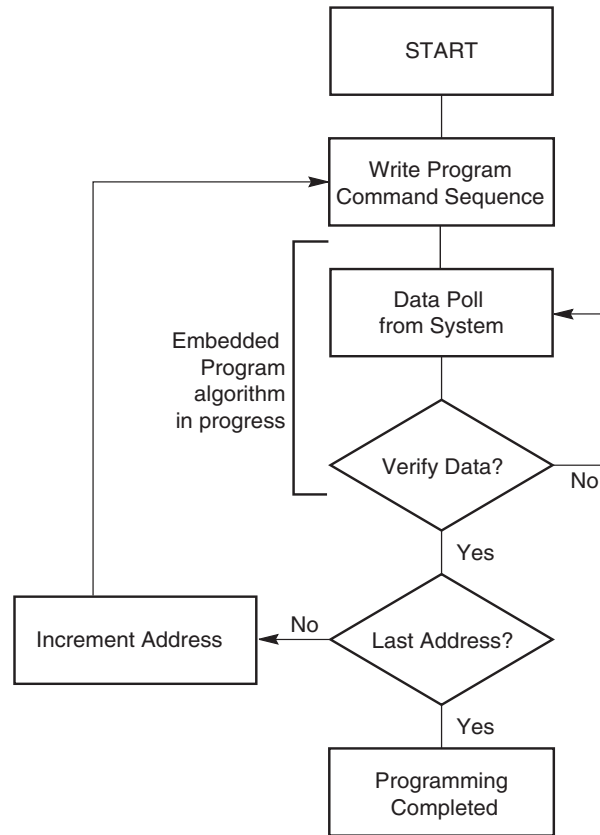 START
Write Program
Command Sequence
Data Poll
from System
Embedded
Program
algorithm
in progress
Verify Data?
No
Yes
Increment Address
No
Last Address?
Yes
Programming
Completed